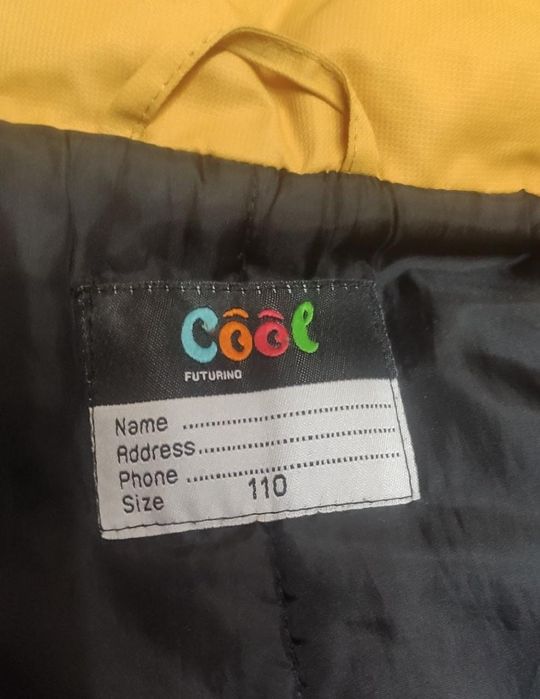 Cool
FUTURINO
Name
Address
Phone
Size 110